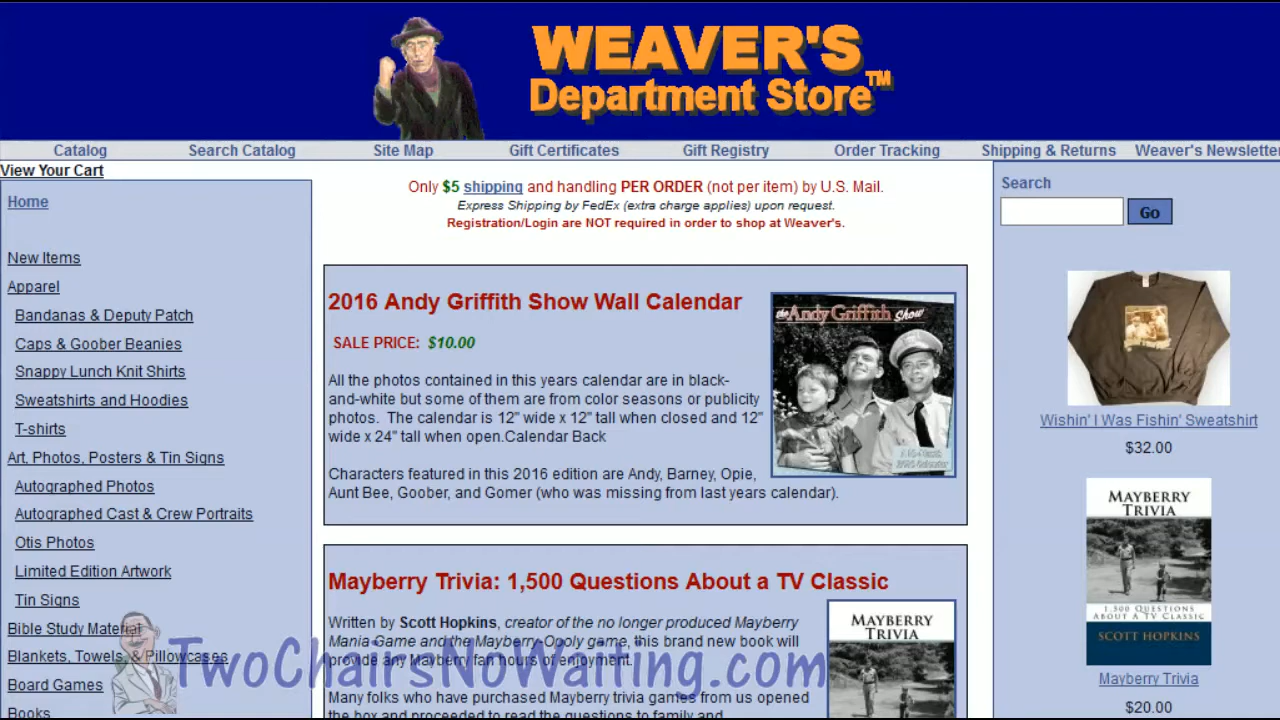 WEAVER'S
Department Store™
Catalog Search Catalog Site Map Gift Certificates Gift Registry Order Tracking Shipping & Returns Weaver's Newsletter
View Your Cart
Home
New Items
Apparel
Bandanas & Deputy Patch
Caps & Goober Beanies
Snappy Lunch Knit Shirts
Sweatshirts and Hoodies
T-shirts
Art, Photos, Posters & Tin Signs
Autographed Photos
Autographed Cast & Crew Portraits
Otis Photos
Limited Edition Artwork
Tin Signs
Bible Study Material
Blankets, Towels, & Pillowcases
Board Games
Books
Only $5 shipping and handling PER ORDER (not per item) by U.S. Mail.
Express Shipping by FedEx (extra charge applies) upon request.
Registration/Login are NOT required in order to shop at Weaver's.
2016 Andy Griffith Show Wall Calendar
SALE PRICE: $10.00
All the photos contained in this years calendar are in black-
and-white but some of them are from color seasons or publicity
photos. The calendar is 12" wide x 12" tall when closed and 12"
wide x 24" tall when open.Calendar Back
Characters featured in this 2016 edition are Andy, Barney, Opie,
Aunt Bee, Goober, and Gomer (who was missing from last years calendar).
the Andy Griffith Show
Mayberry Trivia: 1,500 Questions About a TV Classic
Written by Scott Hopkins, creator of the no longer produced Mayberry
Mania Game and the Mayberry-Opoly game, this brand new book will
provide any Mayberry fan hours of enjoyment.
Many folks who have purchased Mayberry trivia games from us opened
the box and proceeded to read the questions to family and
MAYBERRY
TRIVIA
Search
Go
Wishin' I Was Fishin' Sweatshirt
$32.00
MAYBERRY
TRIVIA
1,500 QUESTIONS
ABOUT A TV CLASSIC
SCOTT HOPKINS
Mayberry Trivia
$20.00
TwoChairsNoWaiting.com